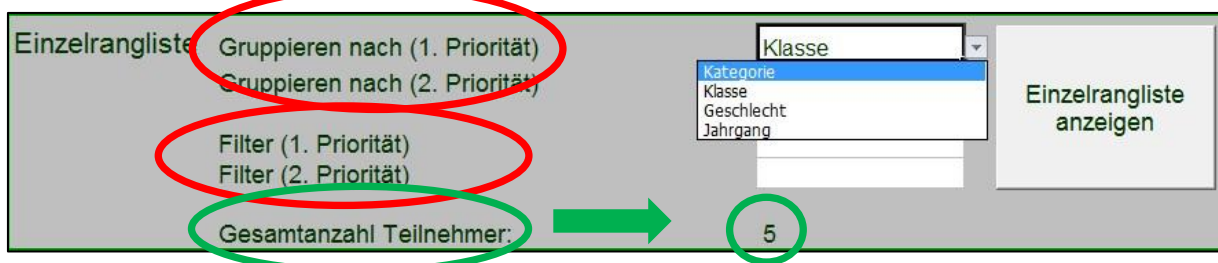 Einzelrangliste Gruppieren nach (1. Priorität) Klasse
Gruppieren nach (2. Priorität)
Kategorie
Klasse
Geschlecht
Jahrgang
Filter (1. Priorität)
Filter (2. Priorität)
Gesamtanzahl Teilnehmer: 5
Einzelrangliste
anzeigen